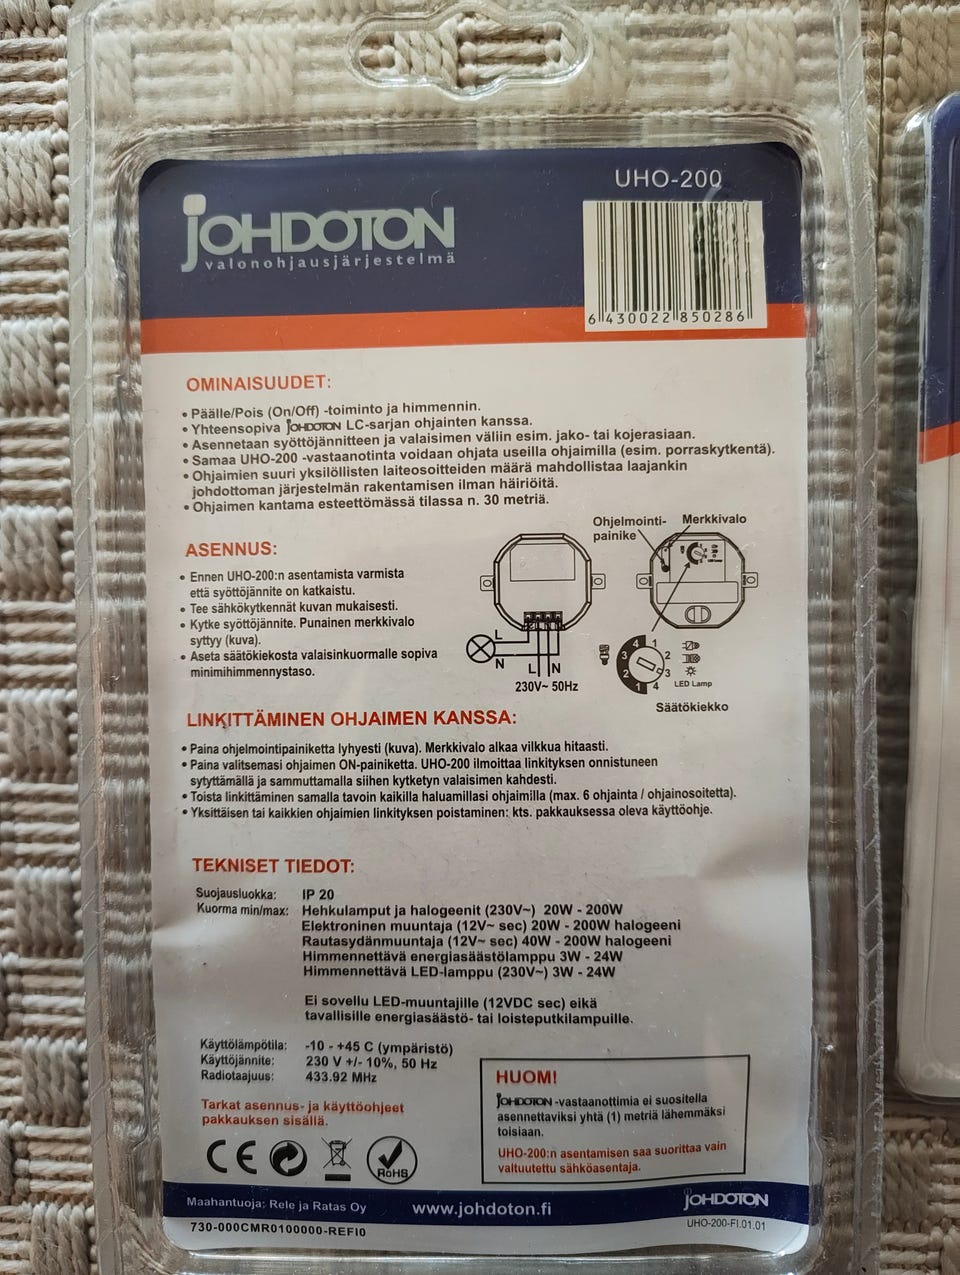 UHO-200
JOHDOTON
valonohjausjärjestelmä
6 430022 850286
OMINAISUUDET:
• Päälle/Pois (On/Off) -toiminto ja himmennin.
• Yhteensopiva JOHDOTON LC-sarjan ohjainten kanssa.
• Asennetaan syöttöjännitteen ja valaisimen väliin esim. jako- tai kojerasiaan.
• Samaa UHO-200 -vastaanotinta voidaan ohjata useilla ohjaimilla (esim. porraskytkentä).
• Ohjaimien suuri yksilöllisten laiteosoitteiden määrä mahdollistaa laajankin
johdottoman järjestelmän rakentamisen ilman häiriöitä.
• Ohjaimen kantama esteettömässä tilassa n. 30 metriä.
ASENNUS:
• Ennen UHO-200:n asentamista varmista
että syöttöjännite on katkaistu.
• Tee sähkökytkennät kuvan mukaisesti.
• Kytke syöttöjännite. Punainen merkkivalo
syttyy (kuva).
• Aseta säätökiekosta valaisinkuormalle sopiva
minimihimmennystaso.
L
N
L N
230V~ 50Hz
Ohjelmointi-
painike
Merkkivalo
4 1
3 2
2 3
1 4
LED Lamp
Säätökiekko
LINKITTÄMINEN OHJAIMEN KANSSA:
• Paina ohjelmointipainiketta lyhyesti (kuva). Merkkivalo alkaa vilkkua hitaasti.
• Paina valitsemasi ohjaimen ON-painiketta. UHO-200 ilmoittaa linkityksen onnistuneen
sytyttämällä ja sammuttamalla siihen kytketyn valaisimen kahdesti.
• Toista linkittäminen samalla tavoin kaikilla haluamillasi ohjaimilla (max. 6 ohjainta / ohjainosoitetta).
• Yksittäisen tai kaikkien ohjaimien linkityksen poistaminen: kts. pakkauksessa oleva käyttöohje.
TEKNISET TIEDOT:
Suojausluokka: IP 20
Kuorma min/max: Hehkulamput ja halogeenit (230V~) 20W - 200W
Elektroninen muuntaja (12V~ sec) 20W - 200W halogeeni
Rautasydänmuuntaja (12V~ sec) 40W - 200W halogeeni
Himmennettävä energiasäästölamppu 3W - 24W
Himmennettävä LED-lamppu (230V~) 3W - 24W
Ei sovellu LED-muuntajille (12VDC sec) eikä
tavallisille energiasäästö- tai loisteputkilampuille.
Käyttölämpötila: -10 - +45 C (ympäristö)
Käyttöjännite: 230 V +/- 10%, 50 Hz
Radiotaajuus: 433.92 MHz
Tarkat asennus- ja käyttöohjeet
pakkauksen sisällä.
CE
RoHS
HUOM!
JOHDOTON -vastaanottimia ei suositella
asennettaviksi yhtä (1) metriä lähemmäksi
toisiaan.
UHO-200:n asentamisen saa suorittaa vain
valtuutettu sähköasentaja.
Maahantuoja: Rele ja Ratas Oy
www.johdoton.fi
JOHDOTON
730-000CMR0100000-REFI0
UHO-200-FI.01.01